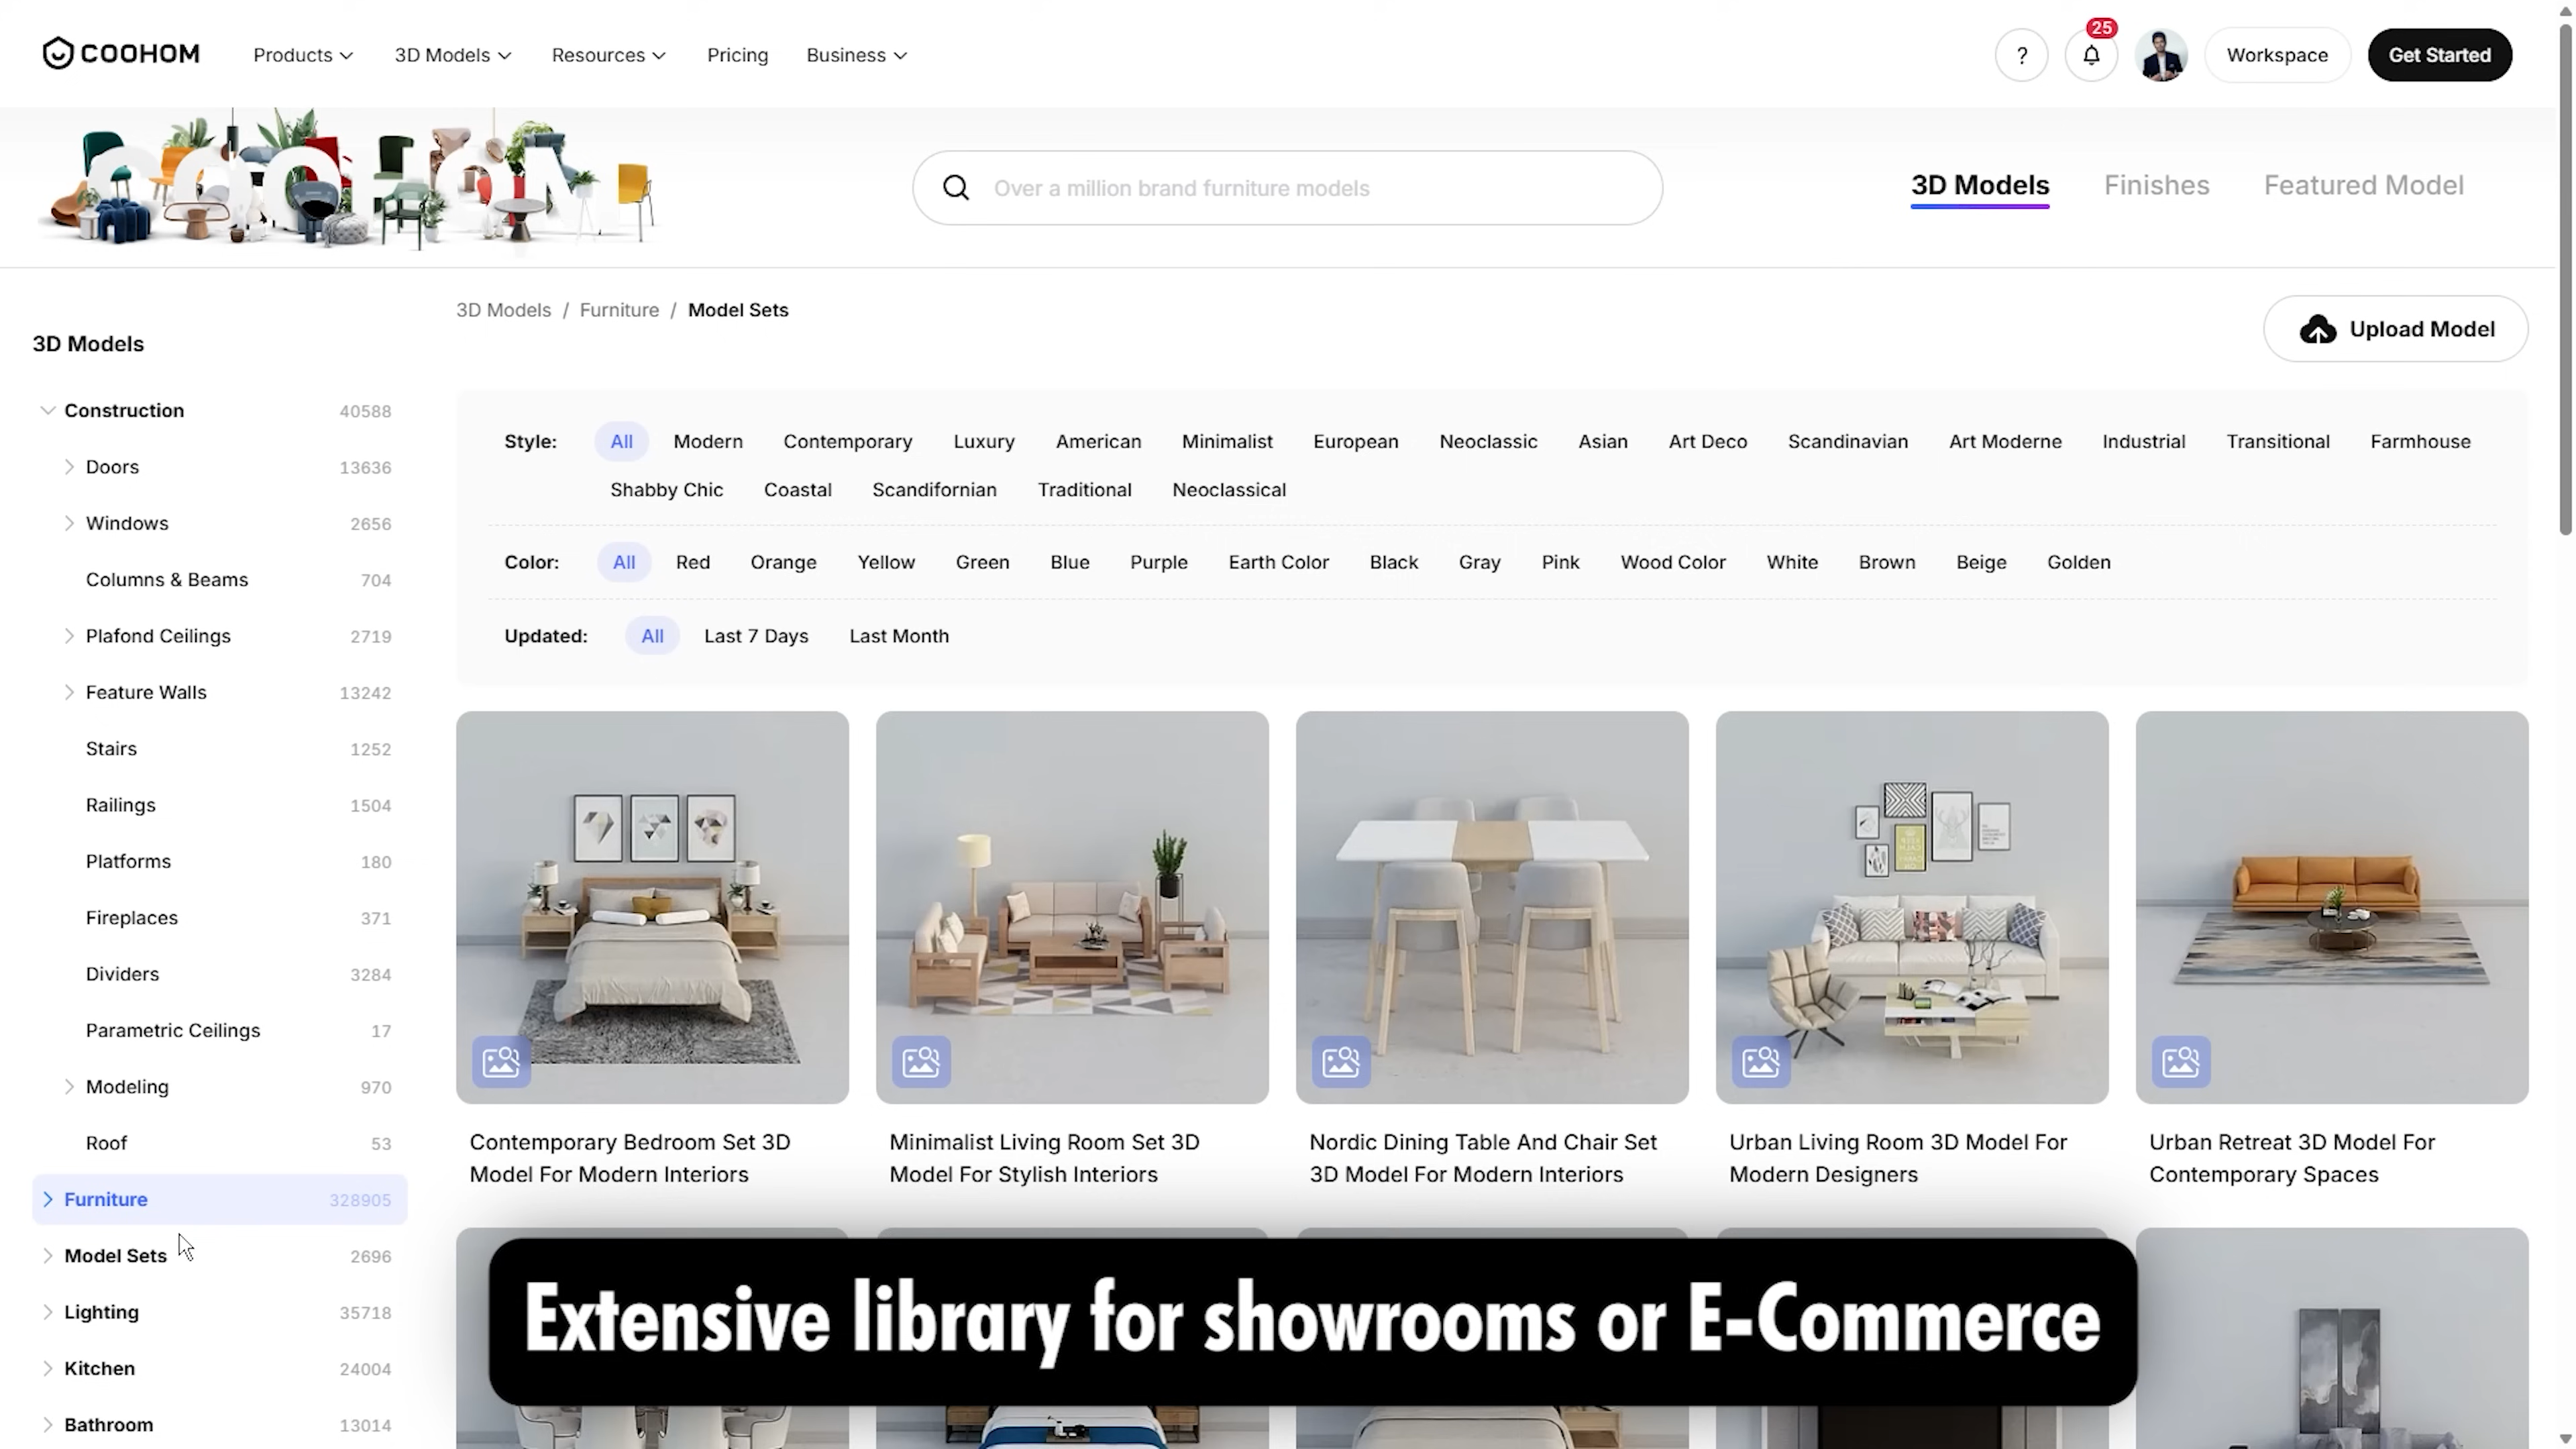 COOHOM
Products
3D Models
Resources
Pricing
Business
?
25
Workspace
Get Started
COOHOM
Over a million brand furniture models
3D Models
Finishes
Featured Model
3D Models / Furniture / Model Sets
Upload Model
3D Models
Construction 40588
Doors 13636
Windows 2656
Columns & Beams 704
Plafond Ceilings 2719
Feature Walls 13242
Stairs 1252
Railings 1504
Platforms 180
Fireplaces 371
Dividers 3284
Parametric Ceilings 17
Modeling 970
Roof 53
Furniture 328905
Model Sets 2696
Lighting 35718
Kitchen 24004
Bathroom 13014
Style: All Modern Contemporary Luxury American Minimalist European Neoclassic Asian Art Deco Scandinavian Art Moderne Industrial Transitional Farmhouse
Shabby Chic Coastal Scandifornian Traditional Neoclassical
Color: All Red Orange Yellow Green Blue Purple Earth Color Black Gray Pink Wood Color White Brown Beige Golden
Updated: All Last 7 Days Last Month
Contemporary Bedroom Set 3D
Model For Modern Interiors
Minimalist Living Room Set 3D
Model For Stylish Interiors
Nordic Dining Table And Chair Set
3D Model For Modern Interiors
Urban Living Room 3D Model For
Modern Designers
Urban Retreat 3D Model For
Contemporary Spaces
Extensive library for showrooms or E-Commerce